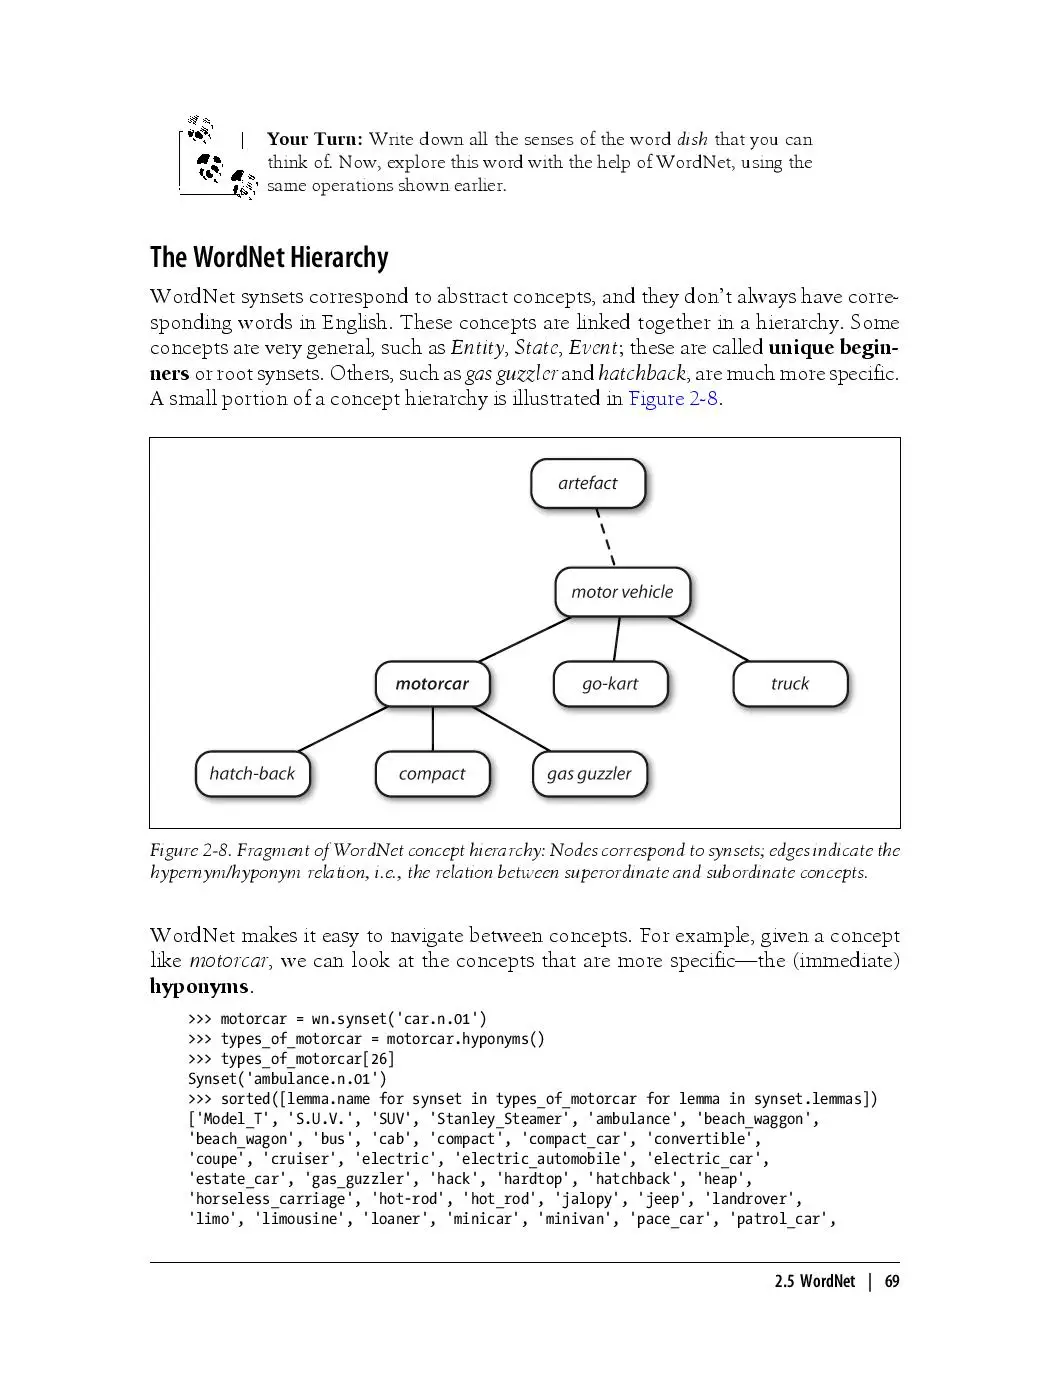 Your Turn: Write down all the senses of the word dish that you can
think of. Now, explore this word with the help of WordNet, using the
same operations shown earlier.
The WordNet Hierarchy
WordNet synsets correspond to abstract concepts, and they don't always have corre-
sponding words in English. These concepts are linked together in a hierarchy. Some
concepts are very general, such as Entity, State, Event; these are called unique begin-
ners or root synsets. Others, such as gas guzzler and hatchback, are much more specific.
A small portion of a concept hierarchy is illustrated in Figure 2-8.
artefact
motor vehicle
motorcar
go-kart
truck
hatch-back
compact
gas guzzler
Figure 2-8. Fragment of WordNet concept hierarchy: Nodes correspond to synsets; edges indicate the
hypernym/hyponym relation, i.e., the relation between superordinate and subordinate concepts.
WordNet makes it easy to navigate between concepts. For example, given a concept
like motorcar, we can look at the concepts that are more specific—the (immediate)
hyponyms.
>>> motorcar = wn.synset('car.n.01')
>>> types_of_motorcar = motorcar.hyponyms()
>>> types_of_motorcar[26]
Synset('ambulance.n.01')
>>> sorted([lemma.name for synset in types_of_motorcar for lemma in synset.lemmas])
['Model_T', 'S.U.V.', 'SUV', 'Stanley_Steamer', 'ambulance', 'beach_waggon',
'beach_wagon', 'bus', 'cab', 'compact', 'compact_car', 'convertible',
'coupe', 'cruiser', 'electric', 'electric_automobile', 'electric_car',
'estate_car', 'gas_guzzler', 'hack', 'hardtop', 'hatchback', 'heap',
'horseless_carriage', 'hot-rod', 'hot_rod', 'jalopy', 'jeep', 'landrover',
'limo', 'limousine', 'loaner', 'minicar', 'minivan', 'pace_car', 'patrol_car',
2.5 WordNet | 69